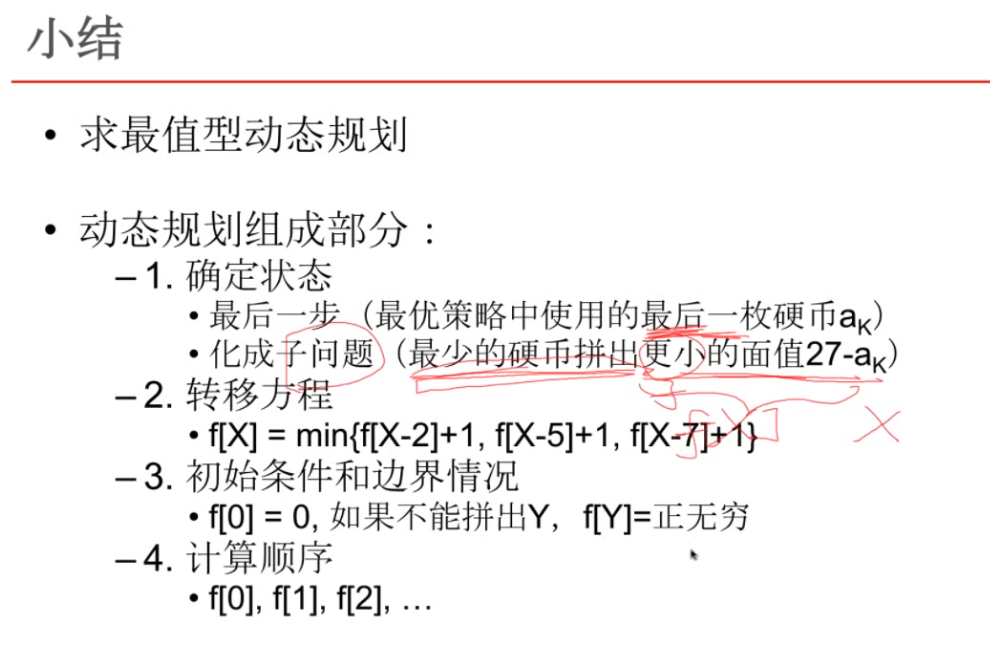 小结
• 求最值型动态规划
• 动态规划组成部分：
– 1. 确定状态
• 最后一步（最优策略中使用的最后一枚硬币aK）
• 化成子问题（最少的硬币拼出更小的面值27-aK）
– 2. 转移方程
• f[X] = min{f[X-2]+1, f[X-5]+1, f[X-7]+1}
f[X] X
– 3. 初始条件和边界情况
• f[0] = 0, 如果不能拼出Y，f[Y]=正无穷
– 4. 计算顺序
• f[0], f[1], f[2], …